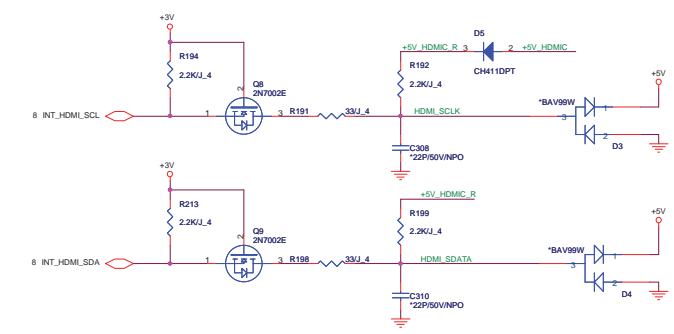 +3V
R194
2.2K/J_4
Q8
2N7002E
2
8 INT_HDMI_SCL
1
3
R191
33/J_4
+5V_HDMIC_R
3
D5
2
+5V_HDMIC
CH411DPT
R192
2.2K/J_4
HDMI_SCLK
C308
*22P/50V/NPO
*BAV99W
3
1
2
+5V
D3
+3V
R213
2.2K/J_4
Q9
2N7002E
2
8 INT_HDMI_SDA
1
3
R198
33/J_4
+5V_HDMIC_R
R199
2.2K/J_4
HDMI_SDATA
C310
*22P/50V/NPO
*BAV99W
3
1
2
+5V
D4